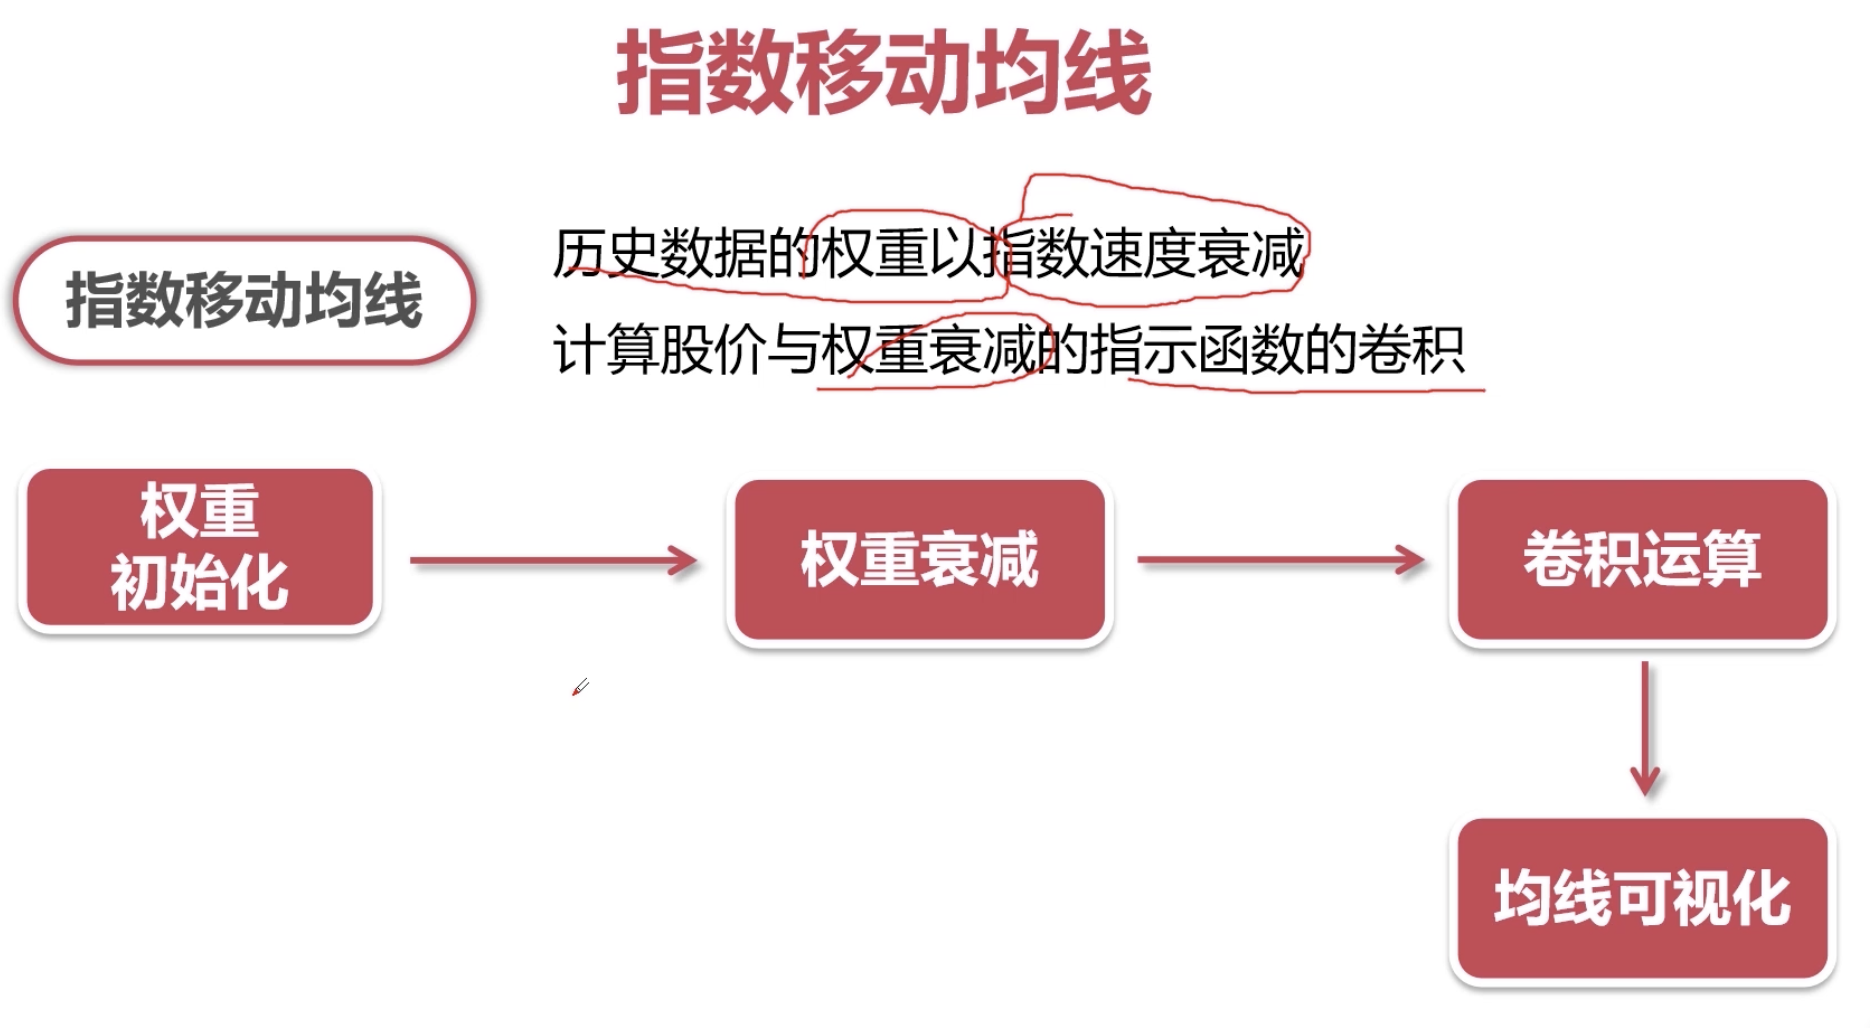 指数移动均线
历史数据的权重以指数速度衰减
指数移动均线
计算股价与权重衰减的指示函数的卷积
权重
初始化
权重衰减
卷积运算
均线可视化